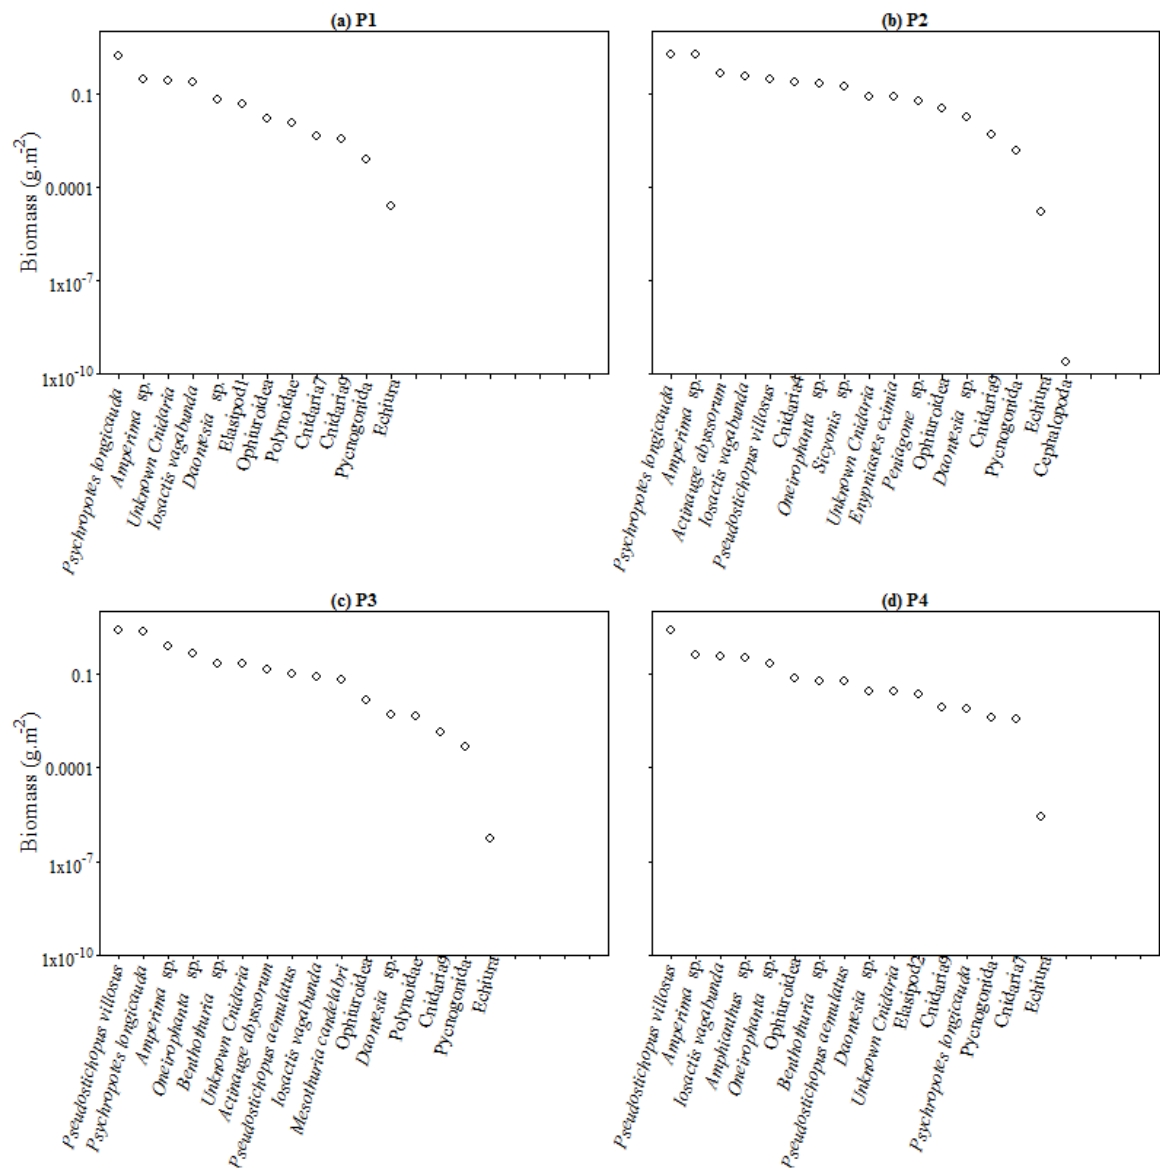 (a) P1
Biomass (g.m-2)
0.1
0.0001
1x10-7
1x10-10
Psychropotes longicauda
Amperima sp.
Unknown Cnidaria
Iosactis vagabunda
Daontesia sp.
Elasipod1
Ophiuroidea
Polynoidae
Cnidaria7
Cnidaria9
Pycnogonida
Echiura
(b) P2
Psychropotes longicauda
Amperima sp.
Actinauge abyssorum
Iosactis vagabunda
Pseudostichopus villosus
Cnidaria4
Oneirophanta sp.
Sicyonis sp.
Unknown Cnidaria
Enypniastes eximia
Peniagone sp.
Ophiuroidea
Daontesia sp.
Cnidaria9
Pycnogonida
Echiura
Cephalopoda
(c) P3
Biomass (g.m-2)
0.1
0.0001
1x10-7
1x10-10
Pseudostichopus villosus
Psychropotes longicauda
Amperima sp.
Oneirophanta sp.
Benthothuria sp.
Unknown Cnidaria
Actinauge abyssorum
Pseudostichopus aemulatus
Iosactis vagabunda
Mesothuria candelabri
Ophiuroidea
Daontesia sp.
Polynoidae
Cnidaria9
Pycnogonida
Echiura
(d) P4
Pseudostichopus villosus
Amperima sp.
Iosactis vagabunda
Amphianthus sp.
Oneirophanta sp.
Ophiuroidea
Benthothuria sp.
Pseudostichopus aemulatus
Daontesia sp.
Unknown Cnidaria
Elasipod2
Cnidaria9
Psychropotes longicauda
Pycnogonida
Cnidaria7
Echiura